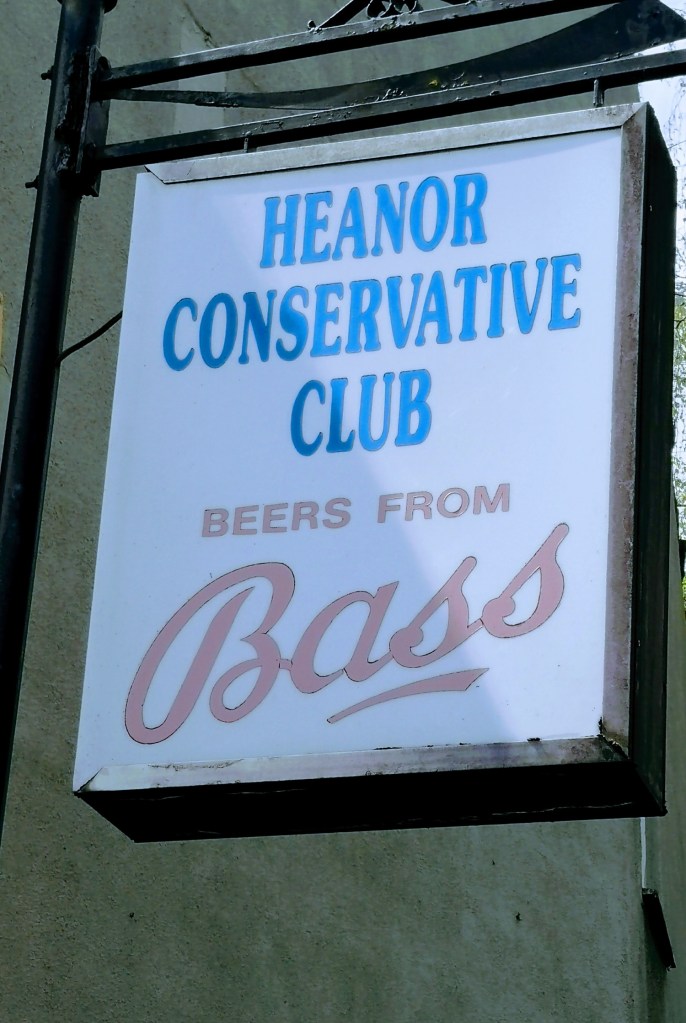 HEANOR
CONSERVATIVE
CLUB
BEERS FROM
Bass